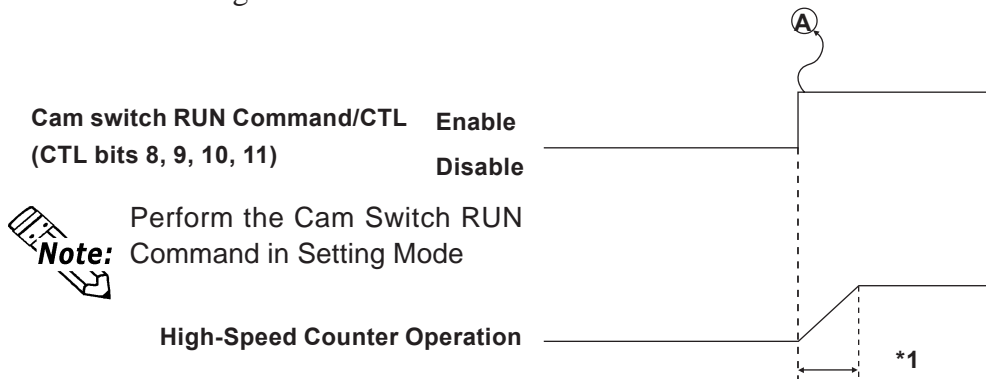 A
Cam switch RUN Command/CTL Enable
(CTL bits 8, 9, 10, 11)
Disable
Perform the Cam Switch RUN
Note: Command in Setting Mode
High-Speed Counter Operation
*1